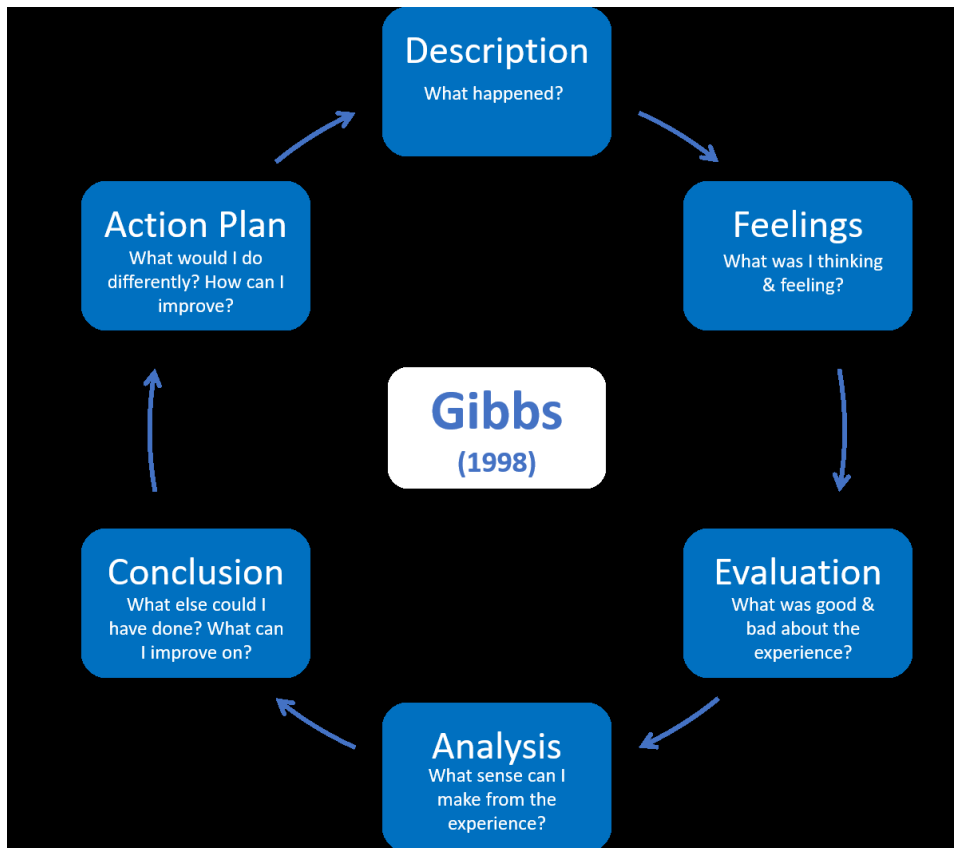 Description
What happened?
Feelings
What was I thinking
& feeling?
Evaluation
What was good &
bad about the
experience?
Analysis
What sense can I
make from the
experience?
Conclusion
What else could I
have done? What can
I improve on?
Action Plan
What would I do
differently? How can I
improve?
Gibbs
(1998)